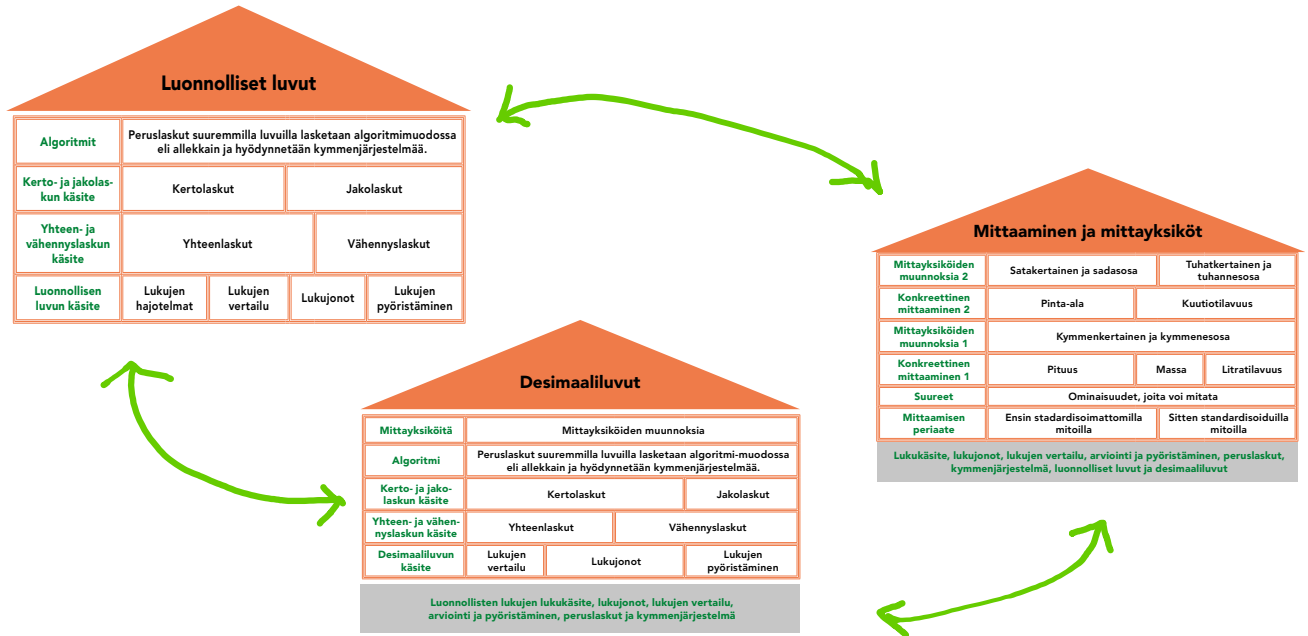 Luonnolliset luvut
Algoritmit
Peruslaskut suuremmilla luvuilla lasketaan algoritmimuodossa
eli allekkain ja hyödynnetään kymmenjärjestelmää.
Kerto- ja jakolas-
kun käsite
Kertolaskut
Jakolaskut
Yhteen- ja
vähennyslaskun
käsite
Yhteenlaskut
Vähennyslaskut
Luonnollisen
luvun käsite
Lukujen
hajotelmat
Lukujen
vertailu
Lukujonot
Lukujen
pyöristäminen
Mittaaminen ja mittayksiköt
Mittayksiköiden
muunnoksia 2
Satakertainen ja sadasosa
Tuhatkertainen ja
tuhannesosa
Konkreettinen
mittaaminen 2
Pinta-ala
Kuutiotilavuus
Mittayksiköiden
muunnoksia 1
Kymmenkertainen ja kymmenesosa
Konkreettinen
mittaaminen 1
Pituus
Massa
Litratilavuus
Suureet
Ominaisuudet, joita voi mitata
Mittaamisen
periaate
Ensin stadardisoimattomilla
mitoilla
Sitten standardisoiduilla
mitoilla
Lukukäsite, lukujonot, lukujen vertailu, arviointi ja pyöristäminen, peruslaskut,
kymmenjärjestelmä, luonnolliset luvut ja desimaaliluvut
Desimaaliluvut
Mittayksiköitä
Mittayksiköiden muunnoksia
Algoritmi
Peruslaskut suuremmilla luvuilla lasketaan algoritmi-muodossa
eli allekkain ja hyödynnetään kymmenjärjestelmää.
Kerto- ja jako-
laskun käsite
Kertolaskut
Jakolaskut
Yhteen- ja vähen-
nyslaskun käsite
Yhteenlaskut
Vähennyslaskut
Desimaaliluvun
käsite
Lukujen
vertailu
Lukujonot
Lukujen
pyöristäminen
Luonnollisten lukujen lukukäsite, lukujonot, lukujen vertailu,
arviointi ja pyöristäminen, peruslaskut ja kymmenjärjestelmä